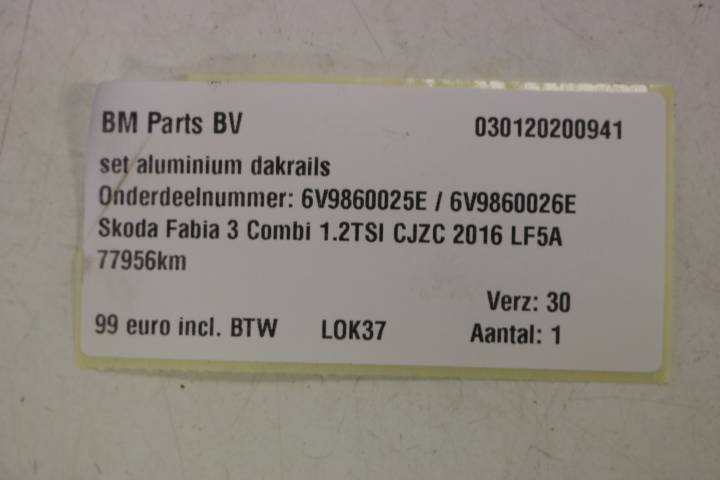 BM Parts BV 030120200941
set aluminium dakrails
Onderdeelnummer: 6V9860025E / 6V9860026E
Skoda Fabia 3 Combi 1.2TSI CJZC 2016 LF5A
77956km
Verz: 30
99 euro incl. BTW LOK37 Aantal: 1